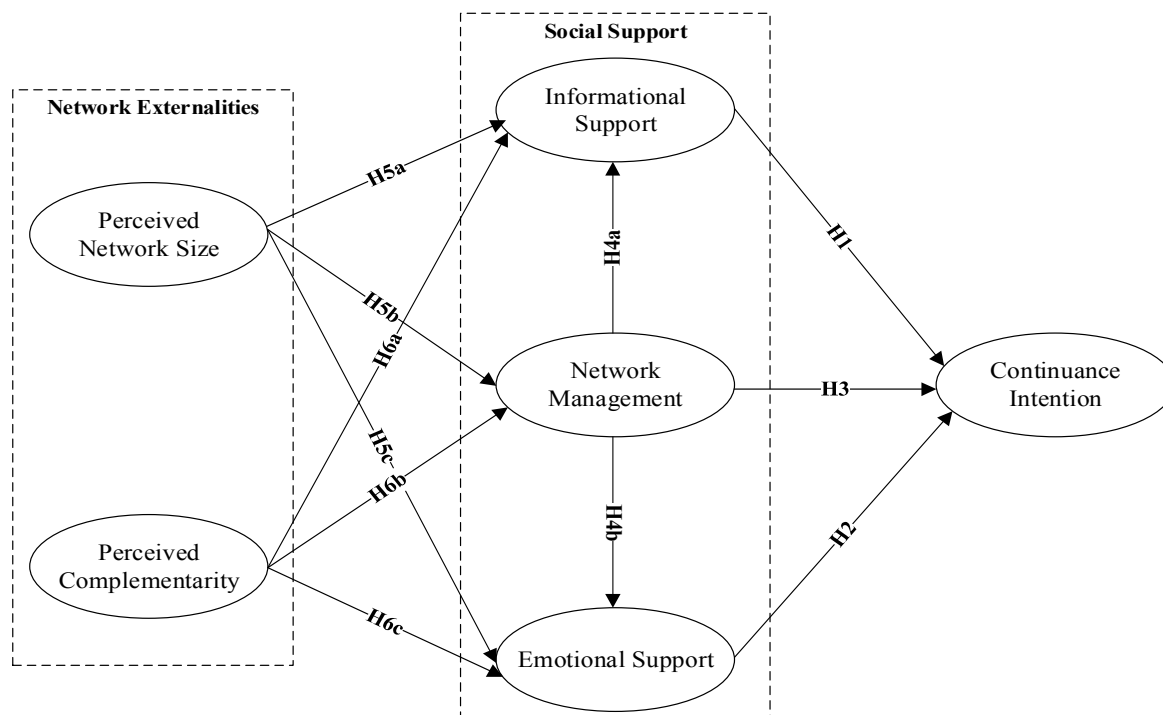 Social Support
Network Externalities
Informational
Support
H5a
Perceived
Network Size
H1
H4a
H5b
H6a
Network
Management
H3
Continuance
Intention
H5c
H6b
H4b
H2
Perceived
Complementarity
H6c
Emotional Support